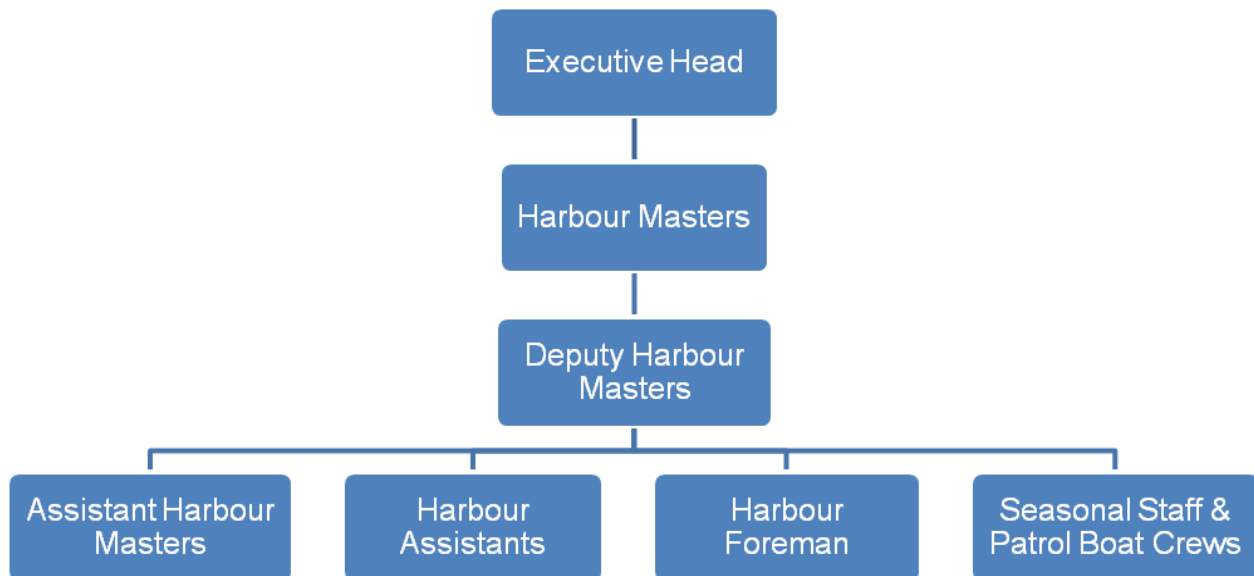 Executive Head
Harbour Masters
Deputy Harbour
Masters
Assistant Harbour
Masters
Harbour
Assistants
Harbour
Foreman
Seasonal Staff &
Patrol Boat Crews